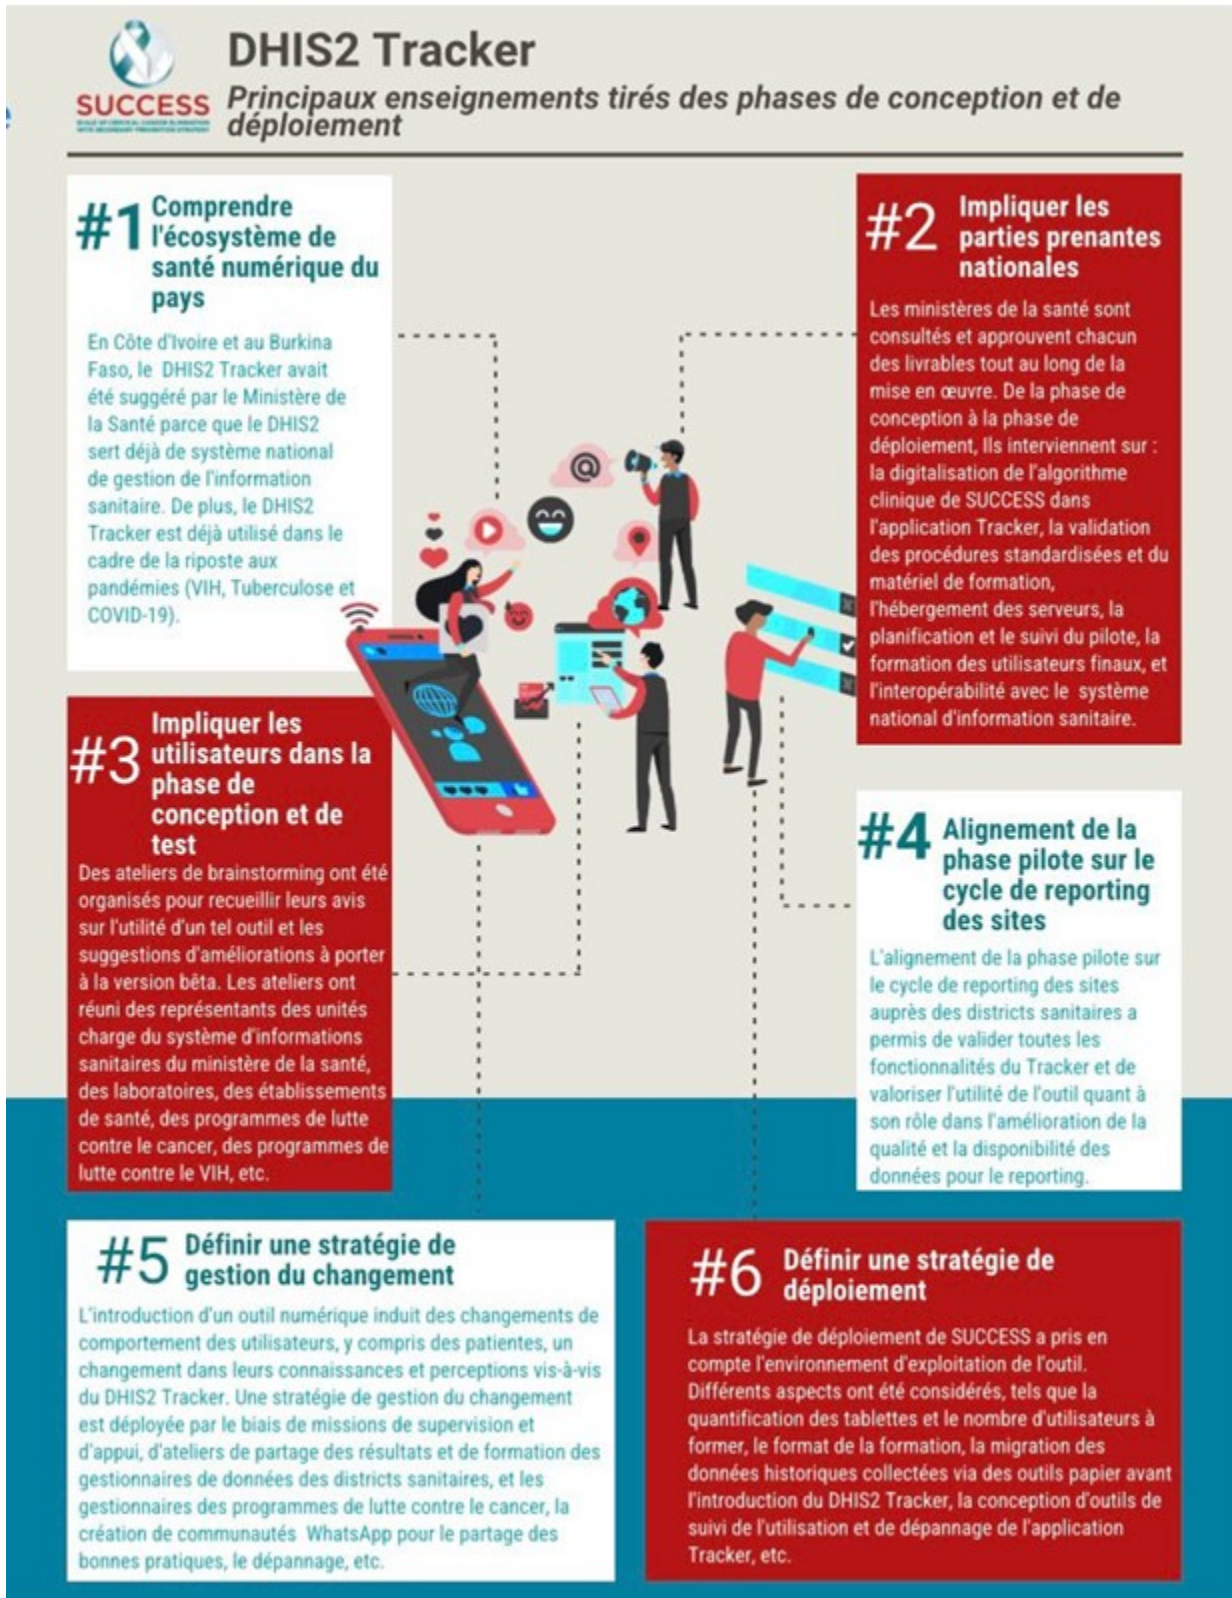 DHIS2 Tracker
SUCCESS
Principaux enseignements tirés des phases de conception et de
déploiement
#1
Comprendre
l'écosystème de
santé numérique du
pays
En Côte d'Ivoire et au Burkina
Faso, le DHIS2 Tracker avait
été suggéré par le Ministère de
la Santé parce que le DHIS2
sert déjà de système national
de gestion de l'information
sanitaire. De plus, le DHIS2
Tracker est déjà utilisé dans le
cadre de la riposte aux
pandémies (VIH, Tuberculose et
COVID-19).
#2
Impliquer les
parties prenantes
nationales
Les ministères de la santé sont
consultés et approuvent chacun
des livrables tout au long de la
mise en œuvre. De la phase de
conception à la phase de
déploiement, Ils interviennent sur :
la digitalisation de l'algorithme
clinique de SUCCESS dans
l'application Tracker, la validation
des procédures standardisées et du
matériel de formation,
l'hébergement des serveurs, la
planification et le suivi du pilote, la
formation des utilisateurs finaux, et
l'interopérabilité avec le système
national d'information sanitaire.
#3
Impliquer les
utilisateurs dans la
phase de
conception et de
test
Des ateliers de brainstorming ont été
organisés pour recueillir leurs avis
sur l'utilité d'un tel outil et les
suggestions d'améliorations à porter
à la version bêta. Les ateliers ont
réuni des représentants des unités
charge du système d'informations
sanitaires du ministère de la santé,
des laboratoires, des établissements
de santé, des programmes de lutte
contre le cancer, des programmes de
lutte contre le VIH, etc.
#4
Alignement de la
phase pilote sur le
cycle de reporting
des sites
L'alignement de la phase pilote sur
le cycle de reporting des sites
auprès des districts sanitaires a
permis de valider toutes les
fonctionnalités du Tracker et de
valoriser l'utilité de l'outil quant à
son rôle dans l'amélioration de la
qualité et la disponibilité des
données pour le reporting.
#5
Définir une stratégie de
gestion du changement
L'introduction d'un outil numérique induit des changements de
comportement des utilisateurs, y compris des patientes, un
changement dans leurs connaissances et perceptions vis-à-vis
du DHIS2 Tracker. Une stratégie de gestion du changement
est déployée par le biais de missions de supervision et
d'appui, d'ateliers de partage des résultats et de formation des
gestionnaires de données des districts sanitaires, et les
gestionnaires des programmes de lutte contre le cancer, la
création de communautés WhatsApp pour le partage des
bonnes pratiques, le dépannage, etc.
#6
Définir une stratégie de
déploiement
La stratégie de déploiement de SUCCESS a pris en
compte l'environnement d'exploitation de l'outil.
Différents aspects ont été considérés, tels que la
quantification des tablettes et le nombre d'utilisateurs à
former, le format de la formation, la migration des
données historiques collectées via des outils papier avant
l'introduction du DHIS2 Tracker, la conception d'outils de
suivi de l'utilisation et de dépannage de l'application
Tracker, etc.